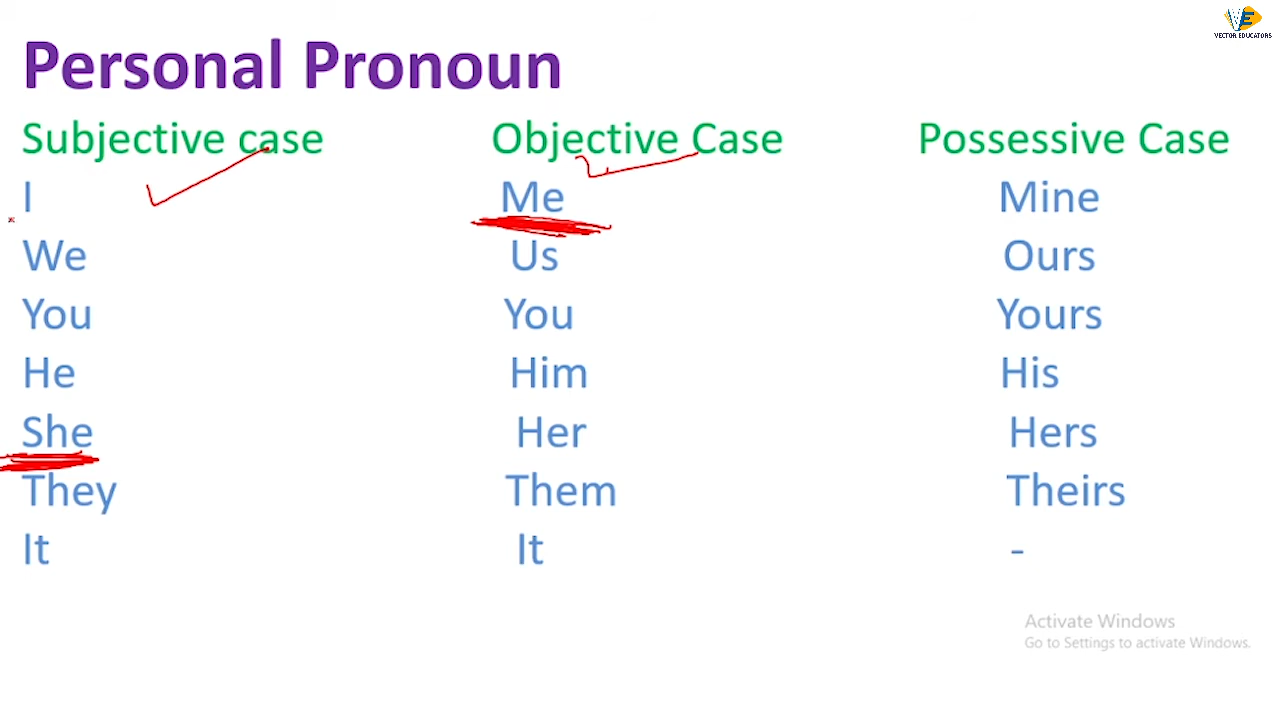 WE
VECTOR EDUCATORS
Personal Pronoun
Subjective case Objective Case Possessive Case
I Me Mine
We Us Ours
You You Yours
He Him His
She Her Hers
They Them Theirs
It It -
Activate Windows
Go to Settings to activate Windows.